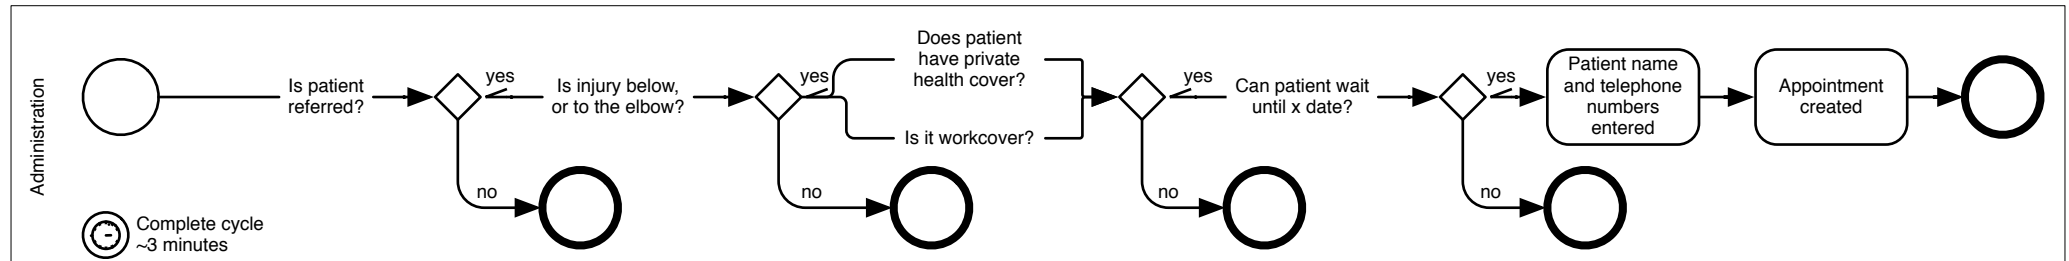 Administration
Is patient
referred?
yes
no
Is injury below,
or to the elbow?
yes
no
Does patient
have private
health cover?
Is it workcover?
yes
no
Can patient wait
until x date?
yes
no
Patient name
and telephone
numbers
entered
Appointment
created
Complete cycle
~3 minutes